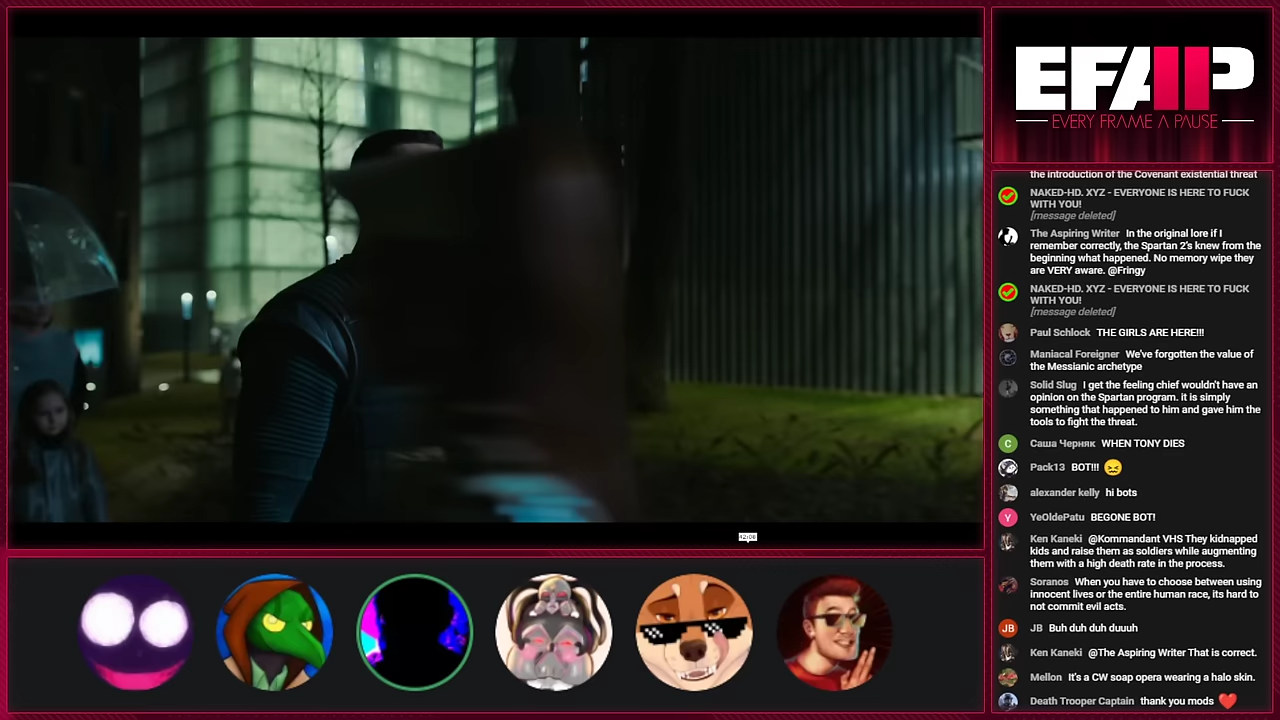 EFAP
EVERY FRAME A PAUSE
the introduction of the Covenant existential threat
NAKED-HD. XYZ - EVERYONE IS HERE TO FUCK
WITH YOU!
[message deleted]
The Aspiring Writer In the original lore if I
remember correctly, the Spartan 2's knew from the
beginning what happened. No memory wipe they
are VERY aware. @Fringy
NAKED-HD. XYZ - EVERYONE IS HERE TO FUCK
WITH YOU!
[message deleted]
Paul Schlock THE GIRLS ARE HERE!!!
Maniacal Foreigner We've forgotten the value of
the Messianic archetype
Solid Slug I get the feeling chief wouldn't have an
opinion on the Spartan program. it is simply
something that happened to him and gave him the
tools to fight the threat.
C Саша Черняк WHEN TONY DIES
Pack13 BOT!!! 😖
alexander kelly hi bots
Y YeOldePatu BEGONE BOT!
Ken Kaneki @Kommandant VHS They kidnapped
kids and raise them as soldiers while augmenting
them with a high death rate in the process.
Soranos When you have to choose between using
innocent lives or the entire human race, its hard to
not commit evil acts.
JB JB Buh duh duh duuuh
Ken Kaneki @The Aspiring Writer That is correct.
Mellon It's a CW soap opera wearing a halo skin.
Death Trooper Captain thank you mods ❤️